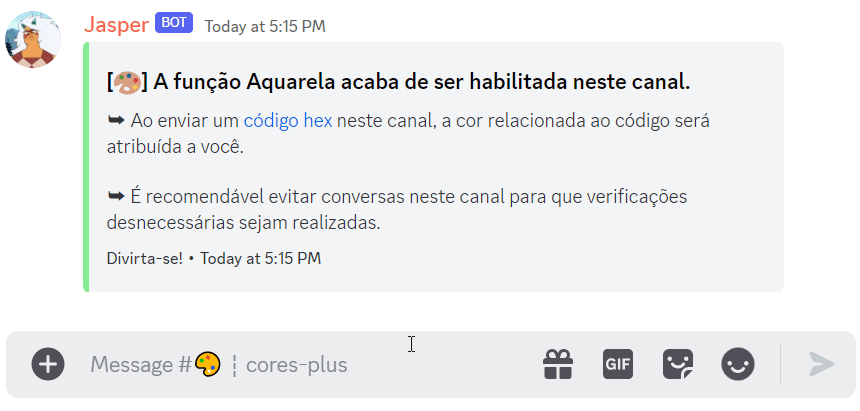 Jasper BOT Today at 5:15 PM
[🎨] A função Aquarela acaba de ser habilitada neste canal.
➥ Ao enviar um código hex neste canal, a cor relacionada ao código será
atribuída a você.
➥ É recomendável evitar conversas neste canal para que verificações
desnecessárias sejam realizadas.
Divirta-se! • Today at 5:15 PM
Message #🎨 ¦ cores-plus
GIF